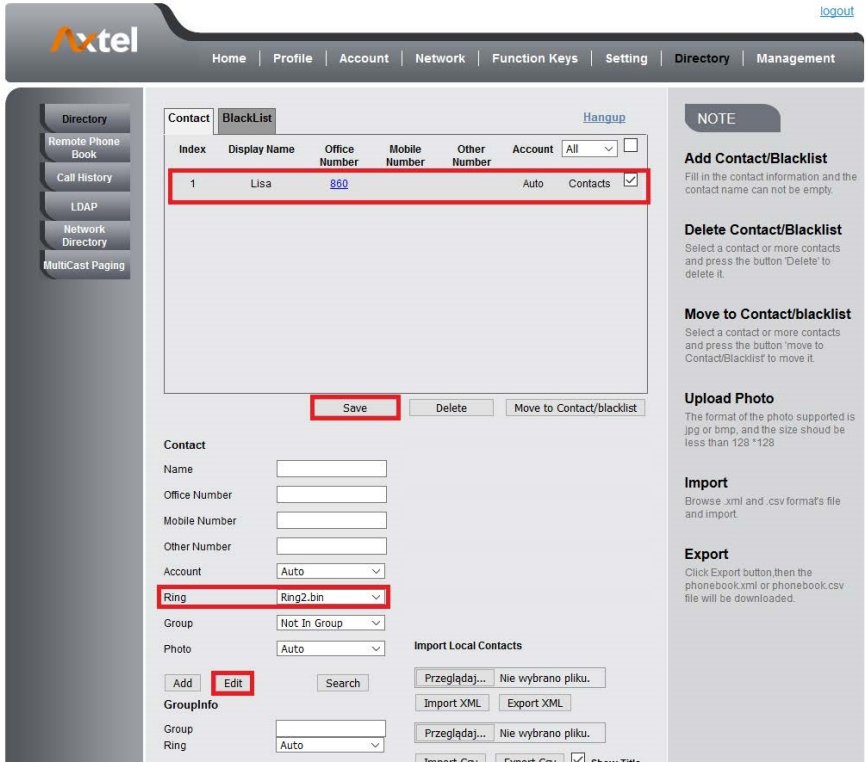 logout
Axtel
Home Profile Account Network Function Keys Setting Directory Management
Directory
Remote Phone
Book
Call History
LDAP
Network
Directory
MultiCast Paging
Contact BlackList Hangup
Index Display Name Office Number Mobile Number Other Number Account All
1 Lisa 860 Auto Contacts
Save Delete Move to Contact/blacklist
Contact
Name
Office Number
Mobile Number
Other Number
Account Auto
Ring Ring2.bin
Group Not In Group
Photo Auto
Add Edit Search
GroupInfo
Group
Ring Auto
Import Local Contacts
Przeglądaj... Nie wybrano pliku.
Import XML Export XML
Przeglądaj... Nie wybrano pliku.
Import Csv Export Csv Show Title
NOTE
Add Contact/Blacklist
Fill in the contact information and the
contact name can not be empty.
Delete Contact/Blacklist
Select a contact or more contacts
and press the button 'Delete' to
delete it.
Move to Contact/blacklist
Select a contact or more contacts
and press the button 'move to
Contact/Blacklist' to move it.
Upload Photo
The format of the photo supported is
jpg or bmp, and the size shoud be
less than 128 *128
Import
Browse .xml and .csv format's file
and import.
Export
Click Export button,then the
phonebook.xml or phonebook.csv
file will be downloaded.